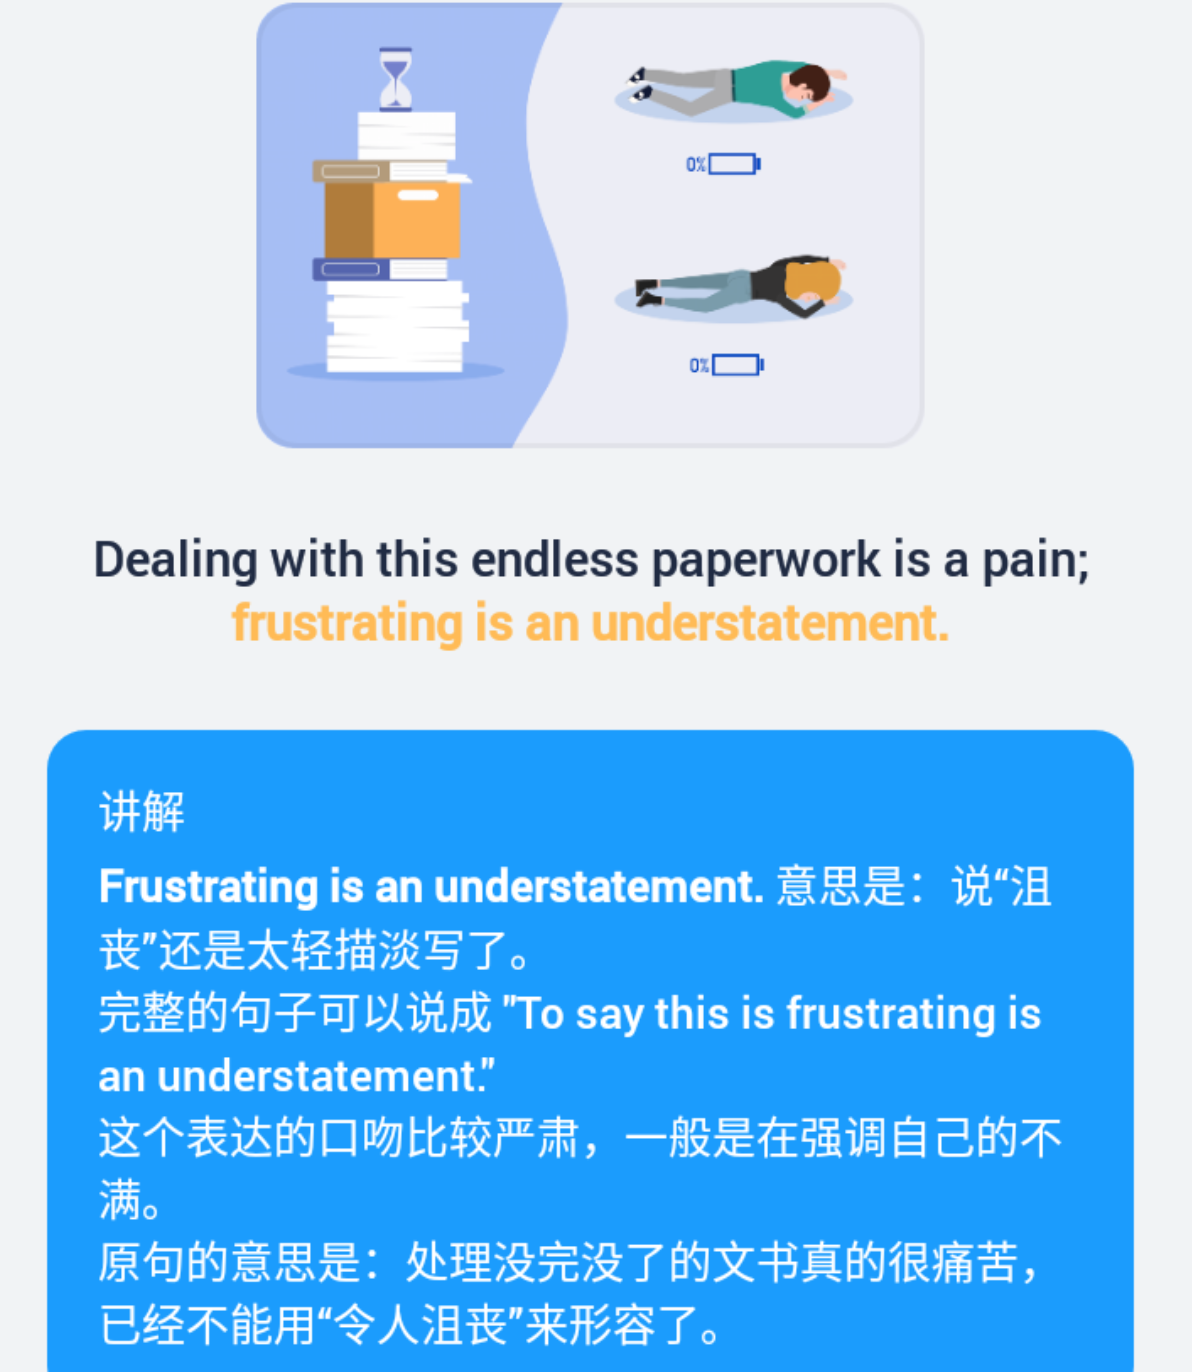 0%
0%
Dealing with this endless paperwork is a pain;
frustrating is an understatement.
讲解
Frustrating is an understatement. 意思是：说“沮
丧”还是太轻描淡写了。
完整的句子可以说成 "To say this is frustrating is
an understatement."
这个表达的口吻比较严肃，一般是在强调自己的不
满。
原句的意思是：处理没完没了的文书真的很痛苦，
已经不能用“令人沮丧”来形容了。